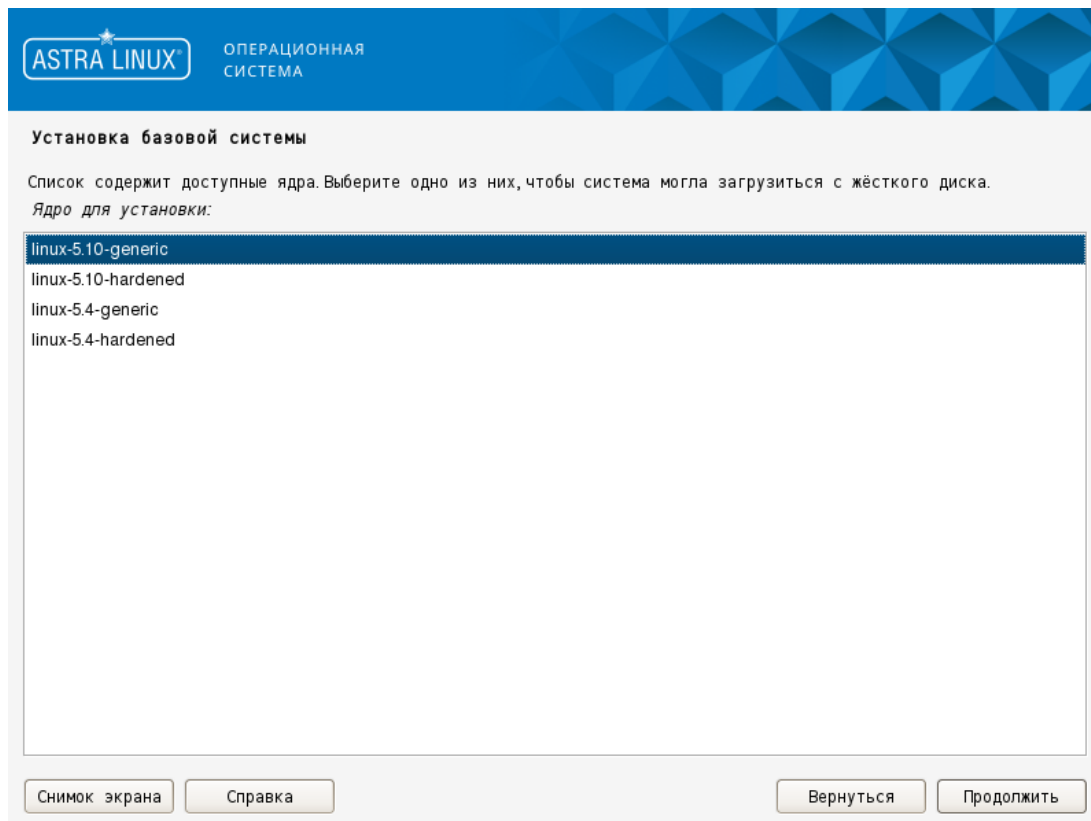 ASTRA LINUX®
ОПЕРАЦИОННАЯ
СИСТЕМА
Установка базовой системы
Список содержит доступные ядра. Выберите одно из них, чтобы система могла загрузиться с жёсткого диска.
Ядро для установки:
linux-5.10-generic
linux-5.10-hardened
linux-5.4-generic
linux-5.4-hardened
Снимок экрана Справка Вернуться Продолжить